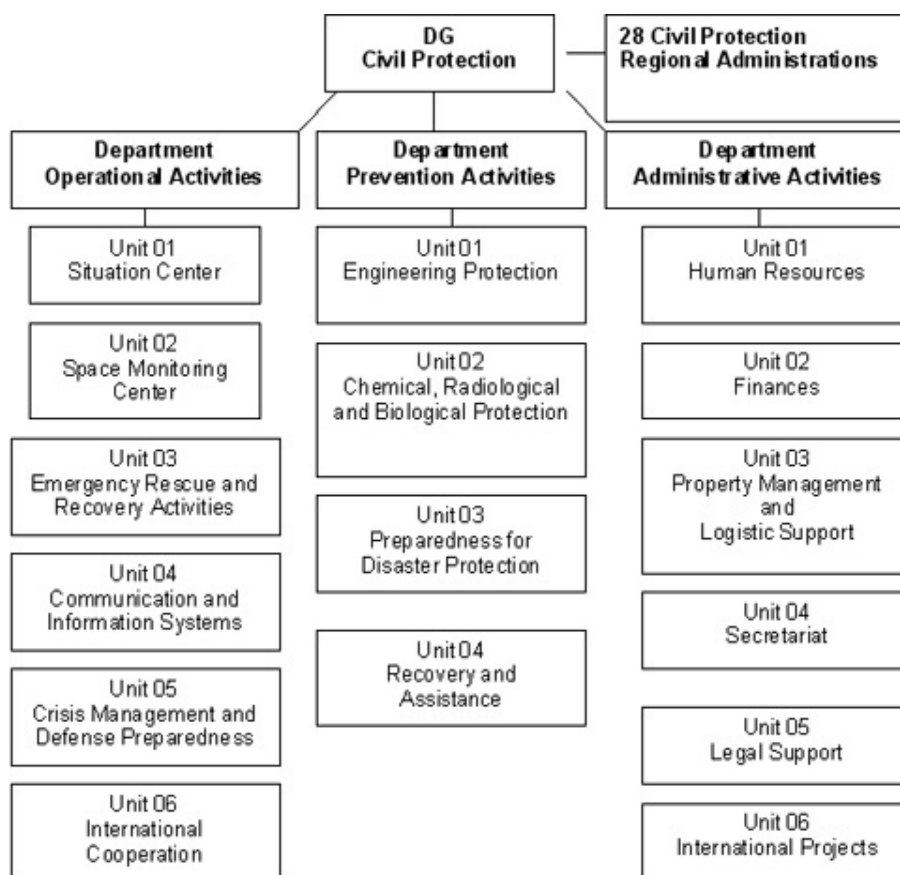 DG
Civil Protection
28 Civil Protection
Regional Administrations
Department
Operational Activities
Unit 01
Situation Center
Unit 02
Space Monitoring
Center
Unit 03
Emergency Rescue and
Recovery Activities
Unit 04
Communication and
Information Systems
Unit 05
Crisis Management and
Defense Preparedness
Unit 06
International
Cooperation
Department
Prevention Activities
Unit 01
Engineering Protection
Unit 02
Chemical, Radiological
and Biological Protection
Unit 03
Preparedness for
Disaster Protection
Unit 04
Recovery and
Assistance
Department
Administrative Activities
Unit 01
Human Resources
Unit 02
Finances
Unit 03
Property Management
and
Logistic Support
Unit 04
Secretariat
Unit 05
Legal Support
Unit 06
International Projects